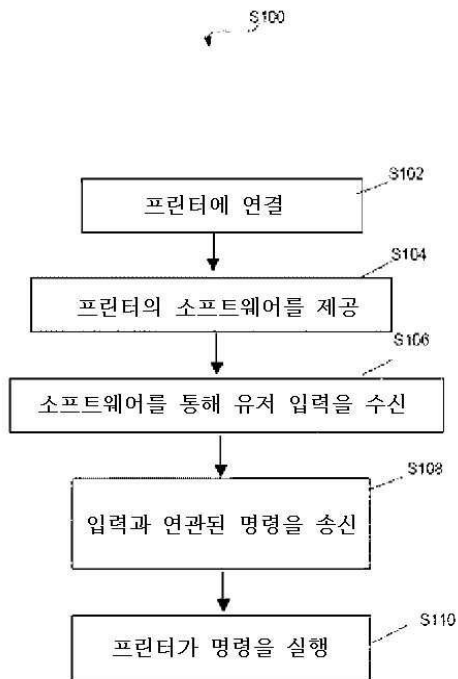 S100
S102
프린터에 연결
S104
프린터의 소프트웨어를 제공
S106
소프트웨어를 통해 유저 입력을 수신
S108
입력과 연관된 명령을 송신
S110
프린터가 명령을 실행